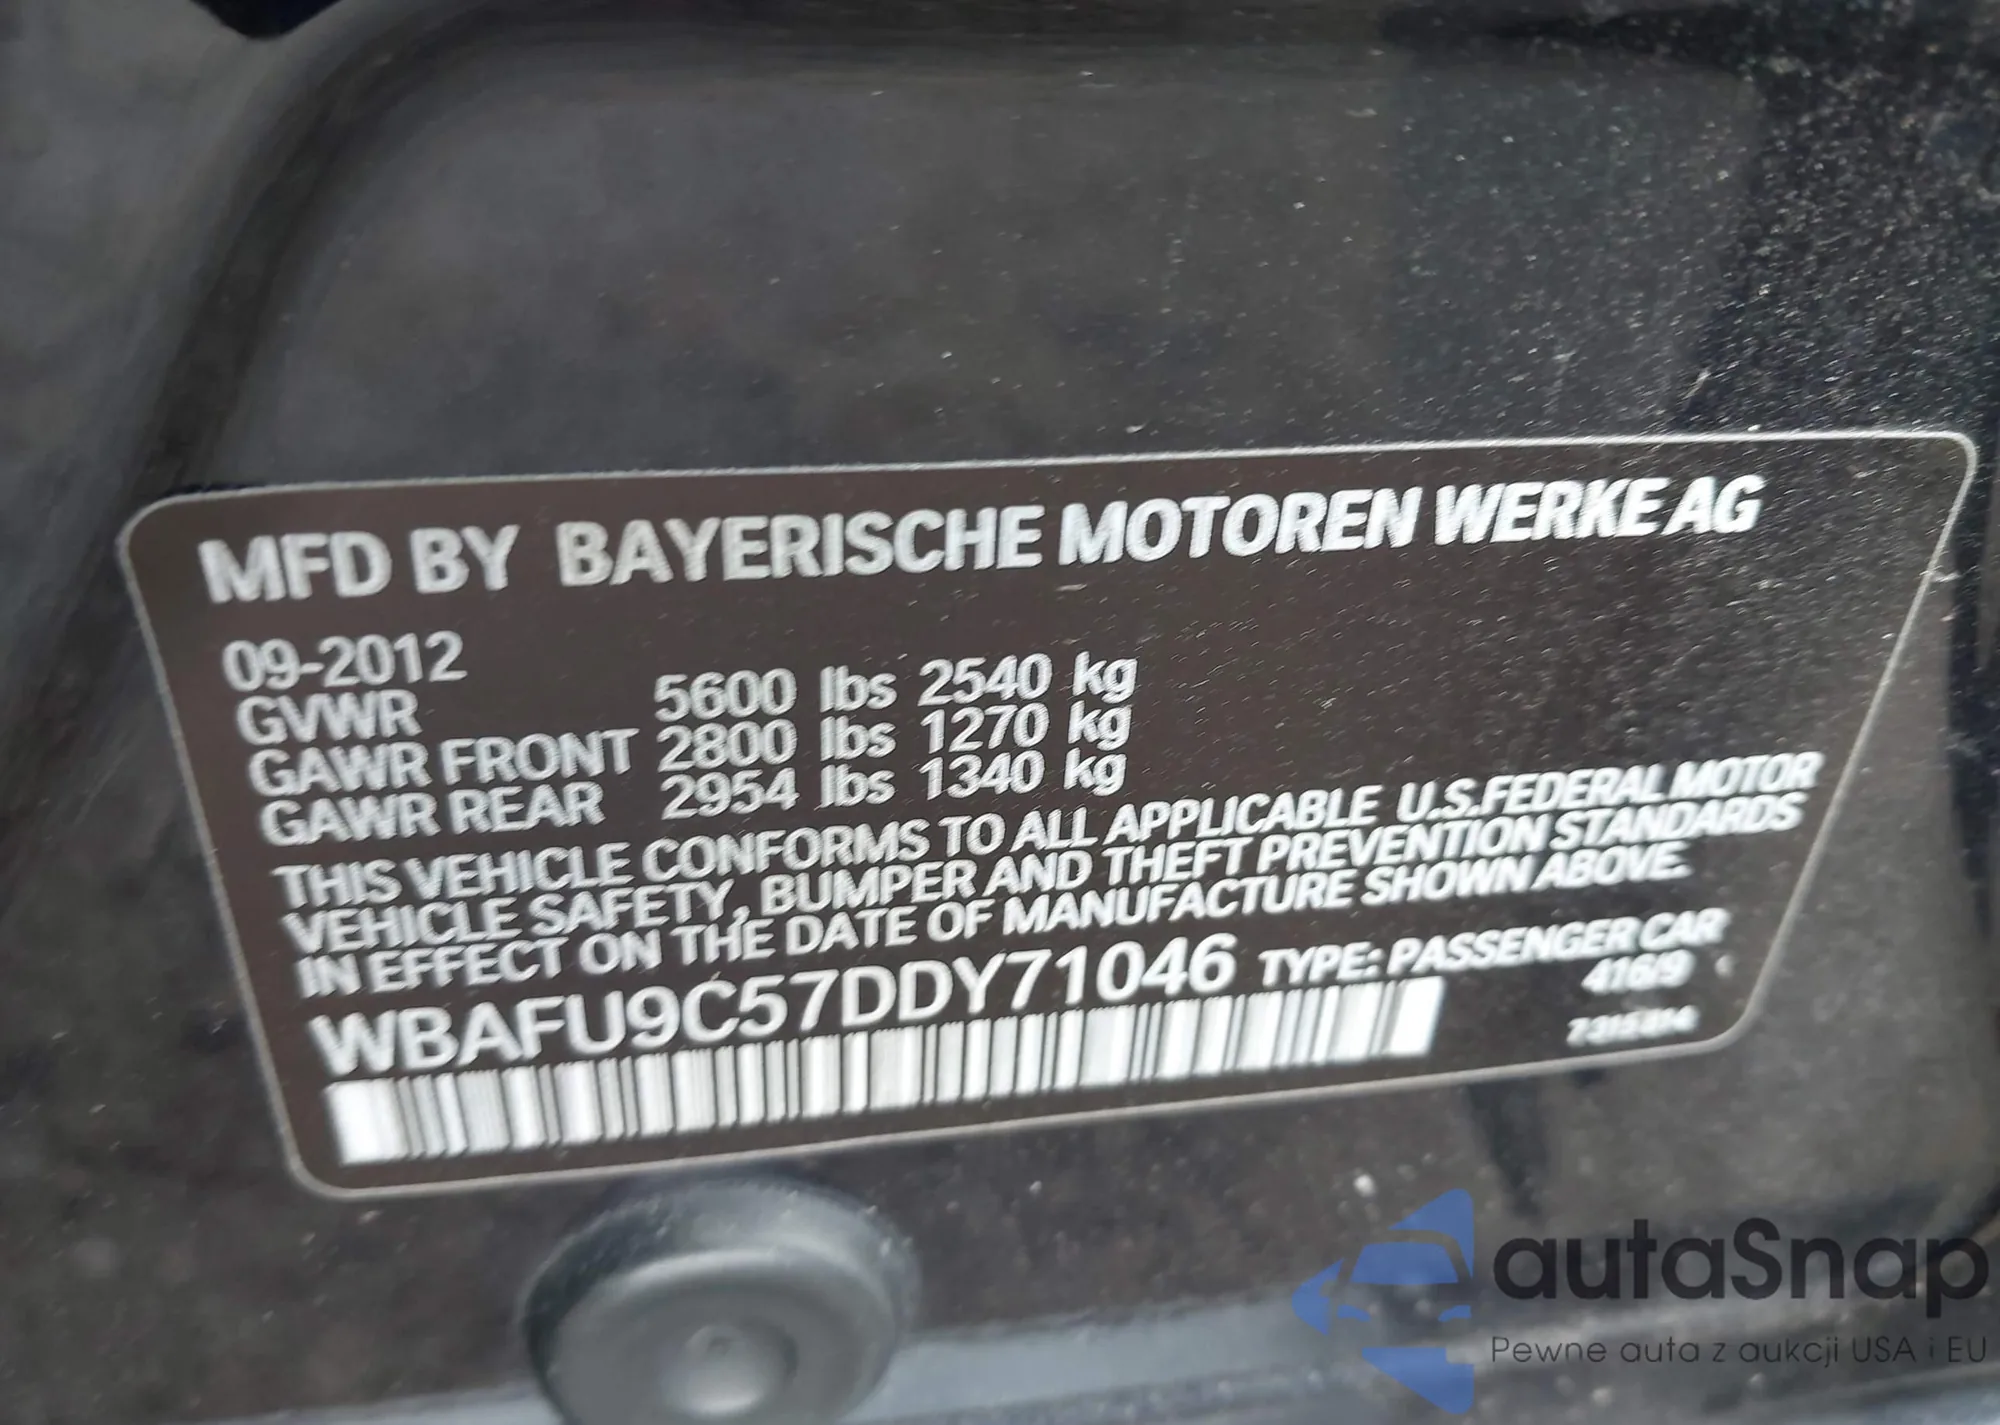 MFD BY BAYERISCHE MOTOREN WERKE AG
09-2012
GVWR 5600 lbs 2540 kg
GAWR FRONT 2800 lbs 1270 kg
GAWR REAR 2954 lbs 1340 kg
THIS VEHICLE CONFORMS TO ALL APPLICABLE U.S.FEDERAL MOTOR
VEHICLE SAFETY, BUMPER AND THEFT PREVENTION STANDARDS
IN EFFECT ON THE DATE OF MANUFACTURE SHOWN ABOVE.
WBAFU9C57DDY71046 TYPE: PASSENGER CAR
416/9
autaSnap
Pewne auta z aukcji USA i EU